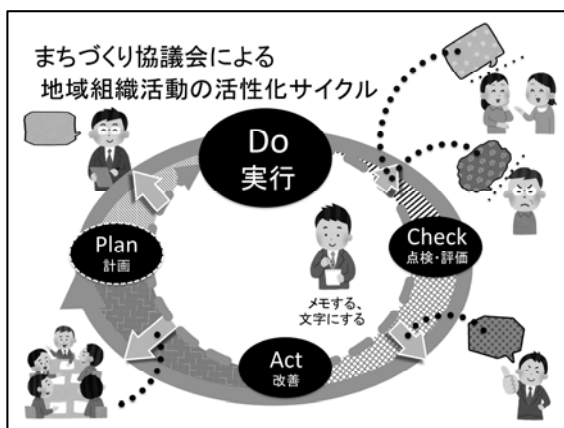 まちづくり協議会による
地域組織活動の活性化サイクル
Do
実行
Plan
計画
Check
点検・評価
メモする、
文字にする
Act
改善